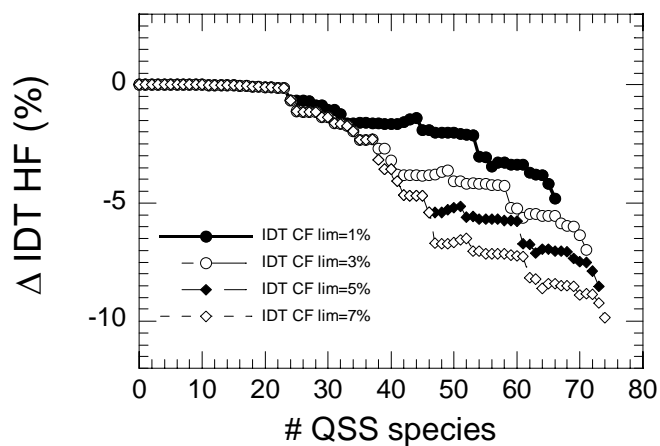 0
-5
-10
Δ IDT HF (%)
IDT CF lim=1%
IDT CF lim=3%
IDT CF lim=5%
IDT CF lim=7%
0 10 20 30 40 50 60 70 80
# QSS species